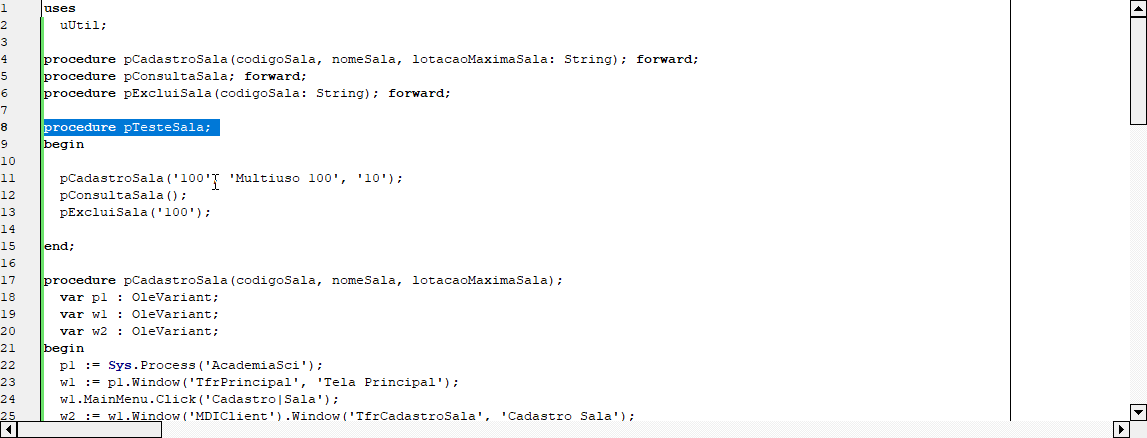 1 uses
2 uUtil;
3
4 procedure pCadastroSala(codigoSala, nomeSala, lotacaoMaximaSala: String); forward;
5 procedure pConsultaSala; forward;
6 procedure pExcluiSala(codigoSala: String); forward;
7
8 procedure pTesteSala;
9 begin
10
11 pCadastroSala('100', 'Multiuso 100', '10');
12 pConsultaSala();
13 pExcluiSala('100');
14
15 end;
16
17 procedure pCadastroSala(codigoSala, nomeSala, lotacaoMaximaSala);
18 var p1 : OleVariant;
19 var w1 : OleVariant;
20 var w2 : OleVariant;
21 begin
22 p1 := Sys.Process('AcademiaSci');
23 w1 := p1.Window('TfrPrincipal', 'Tela Principal');
24 w1.MainMenu.Click('Cadastro|Sala');
25 w2 := w1.Window('MDIClient').Window('TfrCadastroSala', 'Cadastro Sala');